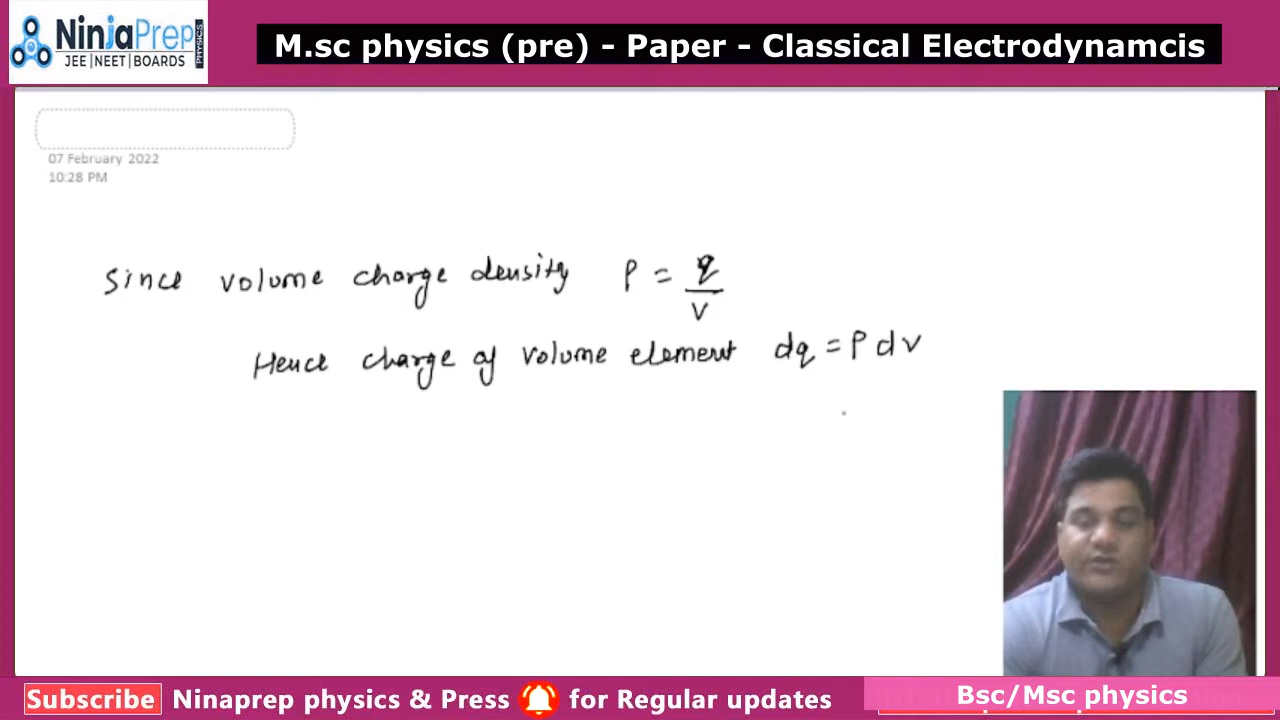 NinjaPrep
JEE|NEET|BOARDS
PHYSICS
M.sc physics (pre) - Paper - Classical Electrodynamcis
07 February 2022
10:28 PM
Since volume charge density ρ = q/v
Hence charge of volume element dq = ρ dv
Subscribe Ninaprep physics & Press for Regular updates
Bsc/Msc physics